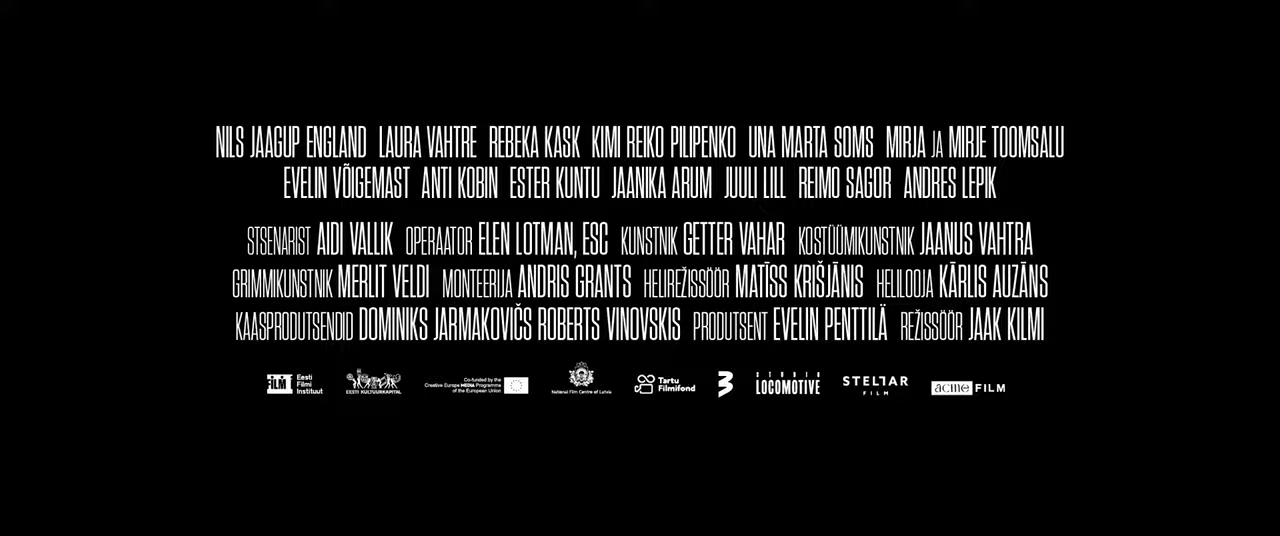 NILS JAAGUP ENGLAND LAURA VAHTRE REBEKA KASK KIMI REIKO PILIPENKO UNA MARTA SOMS MIRJA JA MIRJE TOOMSALU
EVELIN VÕIGEMAST ANTI KOBIN ESTER KUNTU JAANIKA ARUM JUULI LILL REIMO SAGOR ANDRES LEPIK
STSENARIST AIDI VALLIK OPERAATOR ELEN LOTMAN, ESC KUNSTNIK GETTER VAHAR KOSTÜÜMIKUNSTNIK JAANUS VAHTRA
GRIMMIKUNSTNIK MERLIT VELDI MONTEERIJA ANDRIS GRANTS HELIREŽISSÖÖR MATĪSS KRIŠJĀNIS HELILOOJA KĀRLIS AUZĀNS
KAASPRODUTSENDID DOMINIKS JARMAKOVIČS ROBERTS VINOVSKIS PRODUTSENT EVELIN PENTTILÄ REŽISSÖÖR JAAK KILMI
FILM Eesti Filmi Instituut
EESTI KULTUURKAPITAL
Co-funded by the
Creative Europe MEDIA Programme
of the European Union
National Film Centre of Latvia
Tartu
Filmifond
3
STUDIO
LOCOMOTIVE
STELLAR
FILM
acme FILM